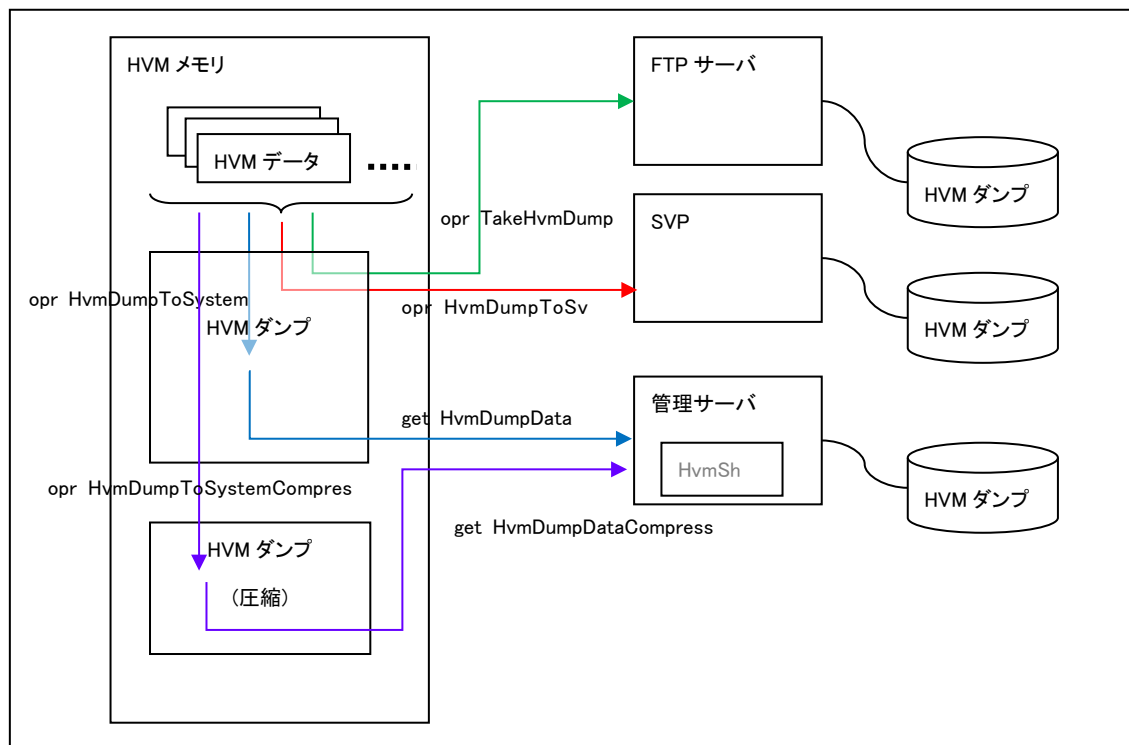 HVM メモリ
FTP サーバ
HVM データ
HVM ダンプ
opr TakeHvmDump
SVP
opr HvmDumpToSystem
opr HvmDumpToSv
HVM ダンプ
HVM ダンプ
管理サーバ
get HvmDumpData
HvmSh
opr HvmDumpToSystemCompres
HVM ダンプ
get HvmDumpDataCompress
HVM ダンプ
(圧縮)